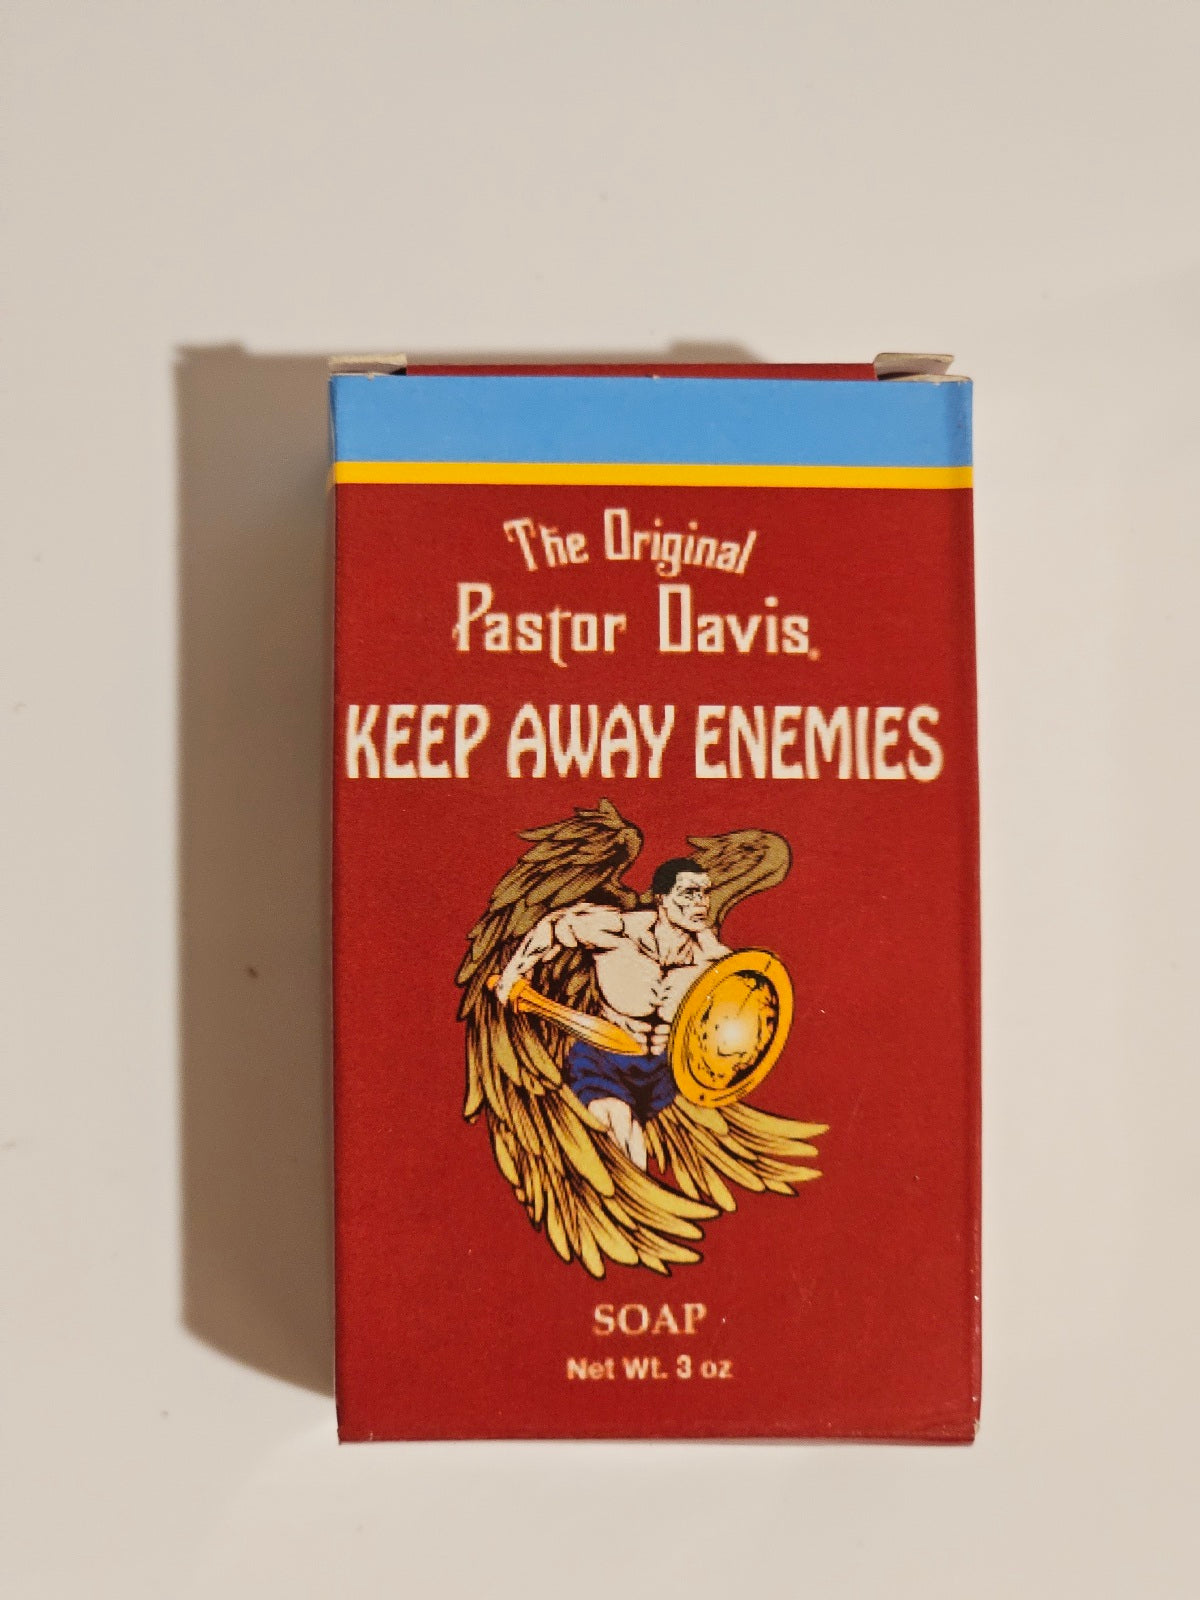 The Original
Pastor Davis®
KEEP AWAY ENEMIES
SOAP
Net Wt. 3 oz